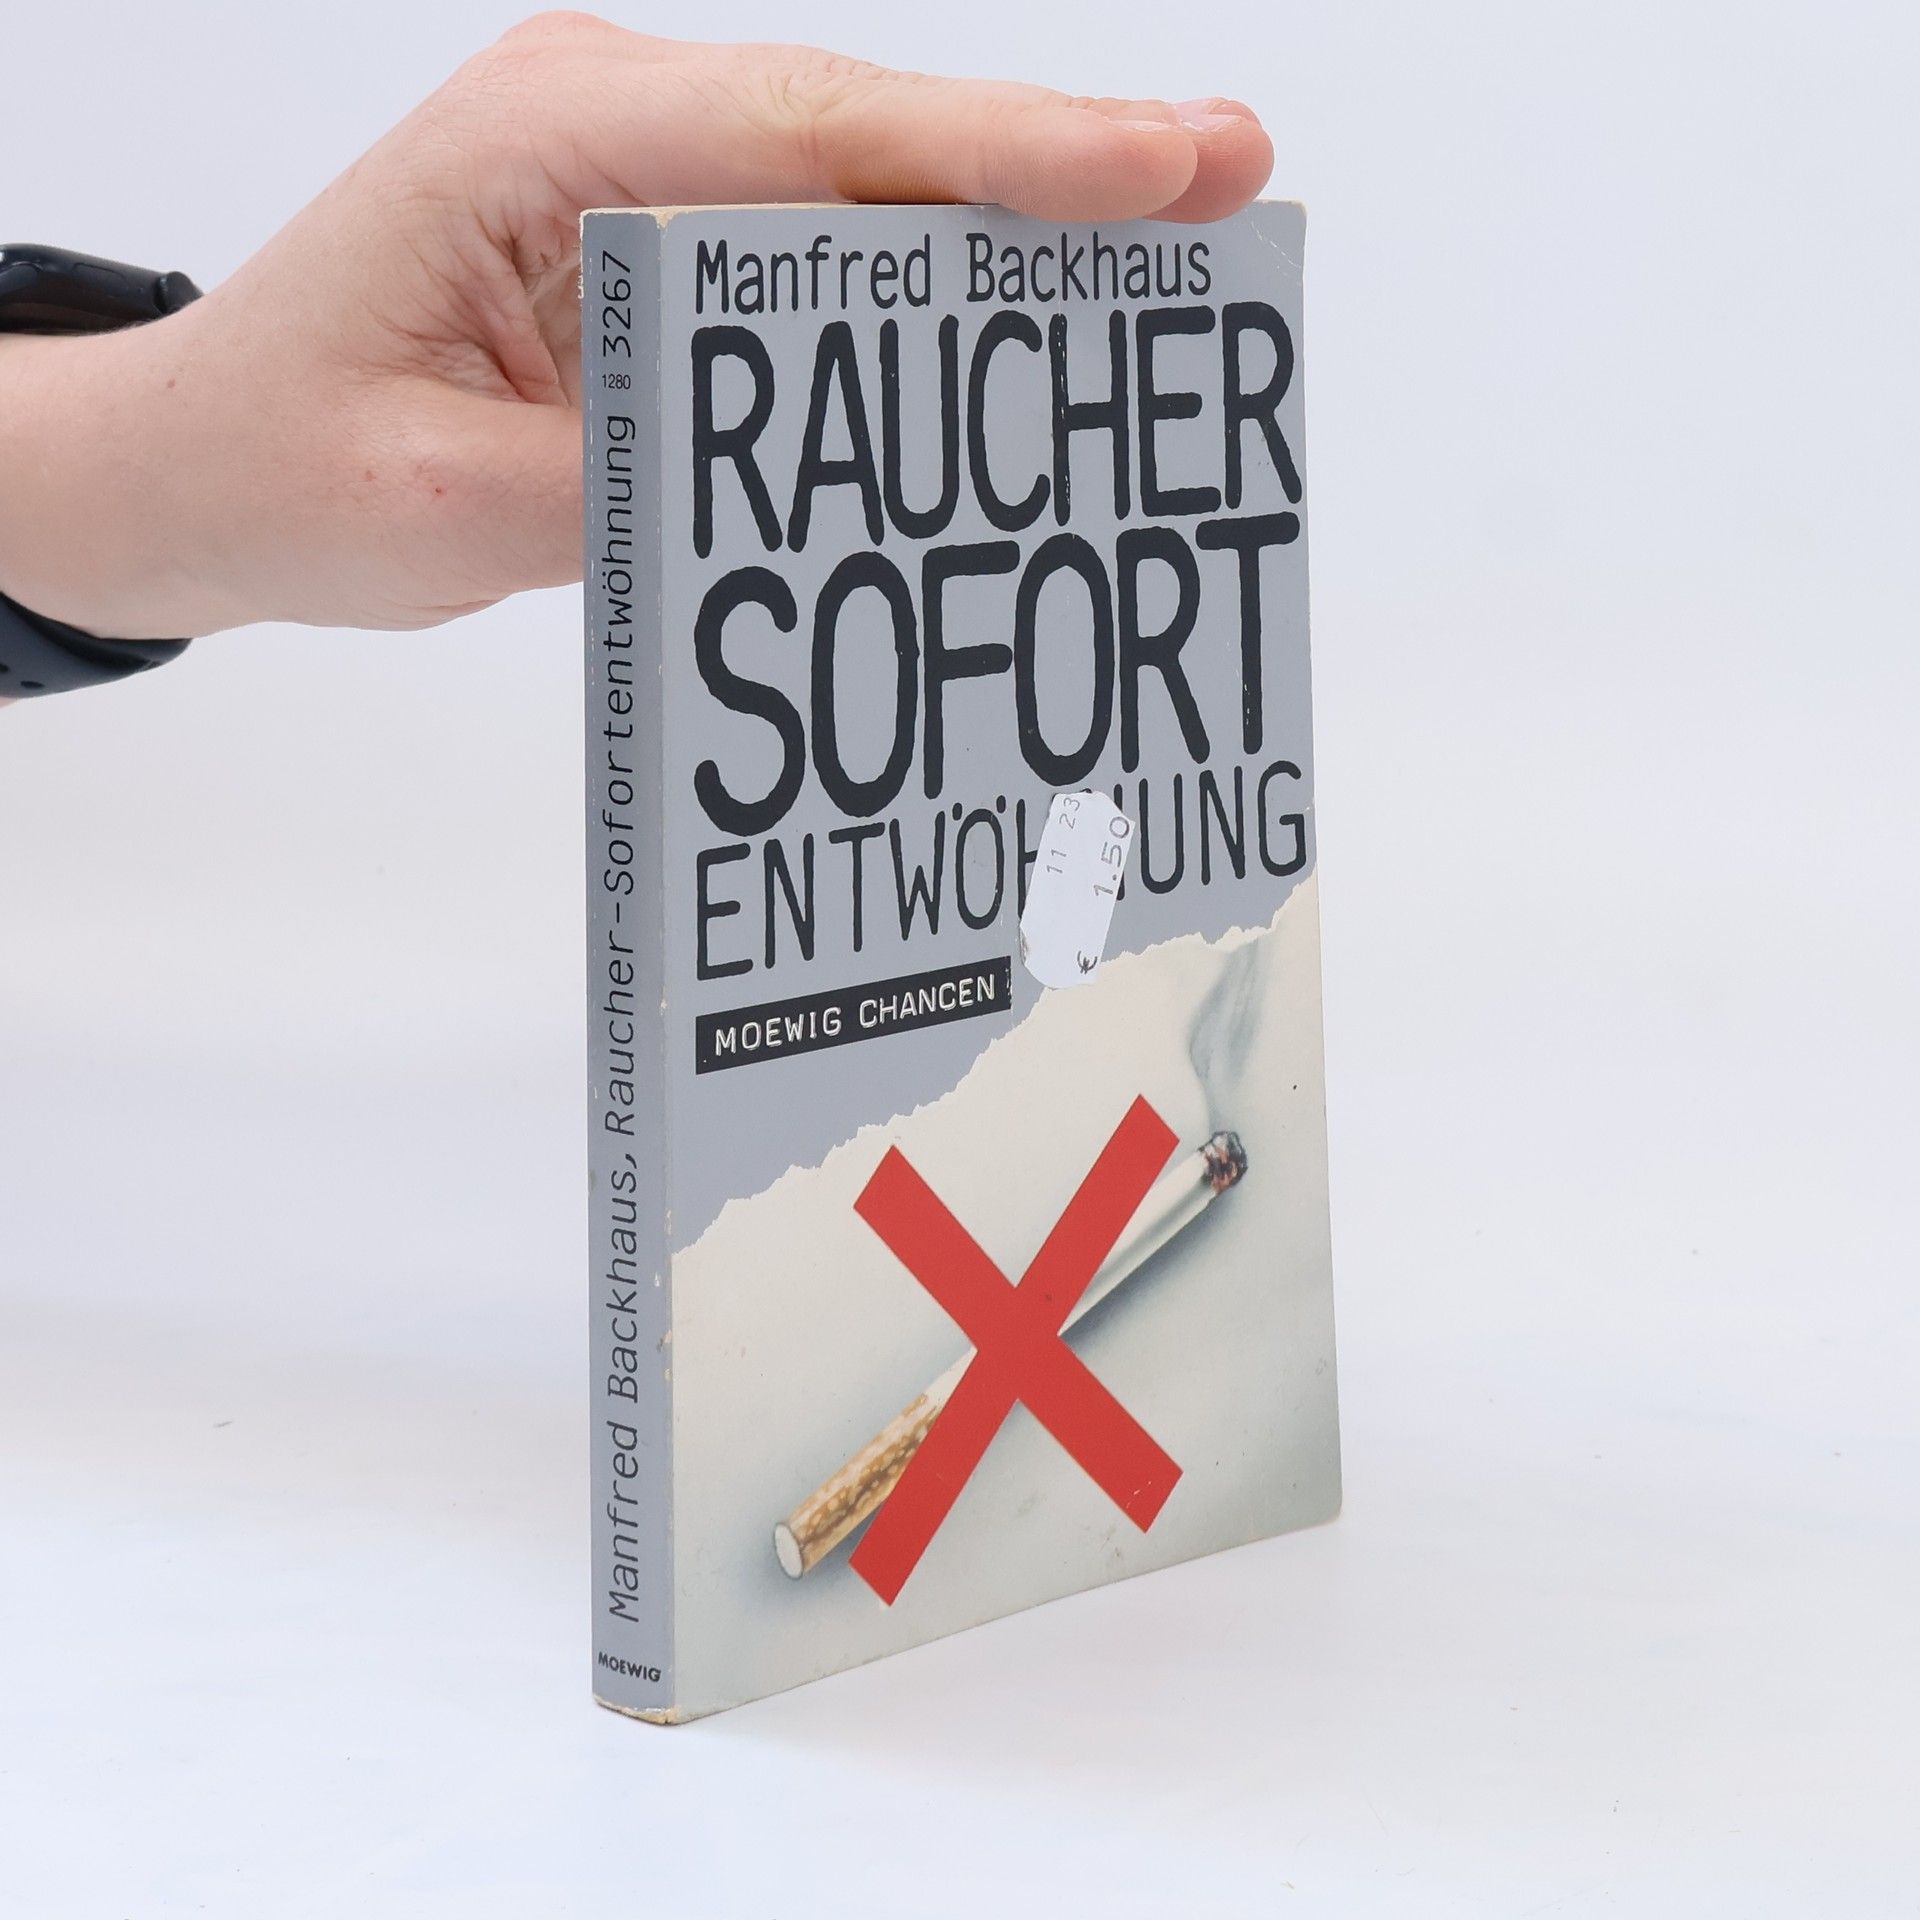 Manfred Backhaus
RAUCHER
SOFORT
ENTWÖHNUNG
11 23
1.50
€
MOEWIG CHANCEN
Manfred Backhaus, Raucher-Sofortentwöhnung 1280 3267
MOEWIG